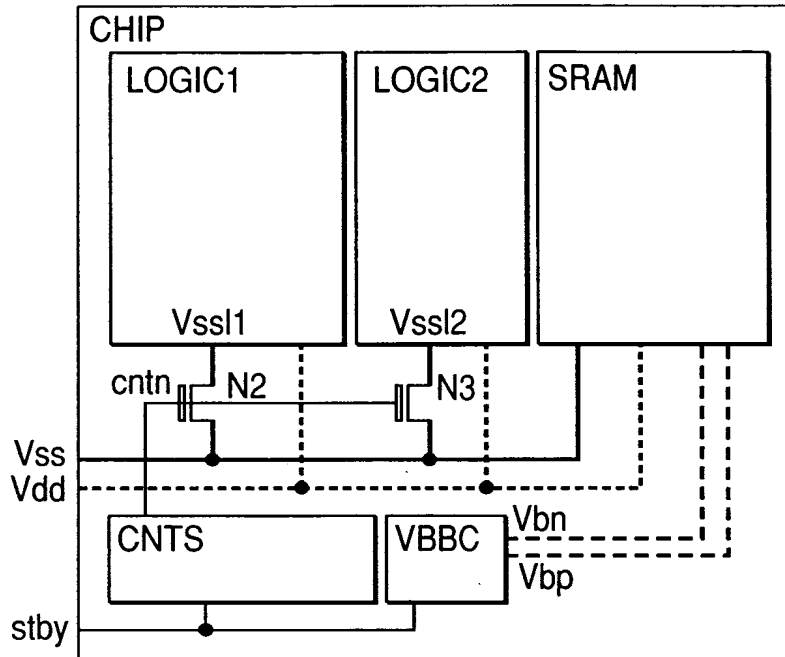 CHIP
LOGIC1 LOGIC2 SRAM
Vssl1 Vssl2
cntn N2 N3
Vss
Vdd
CNTS VBBC Vbn
Vbp
stby